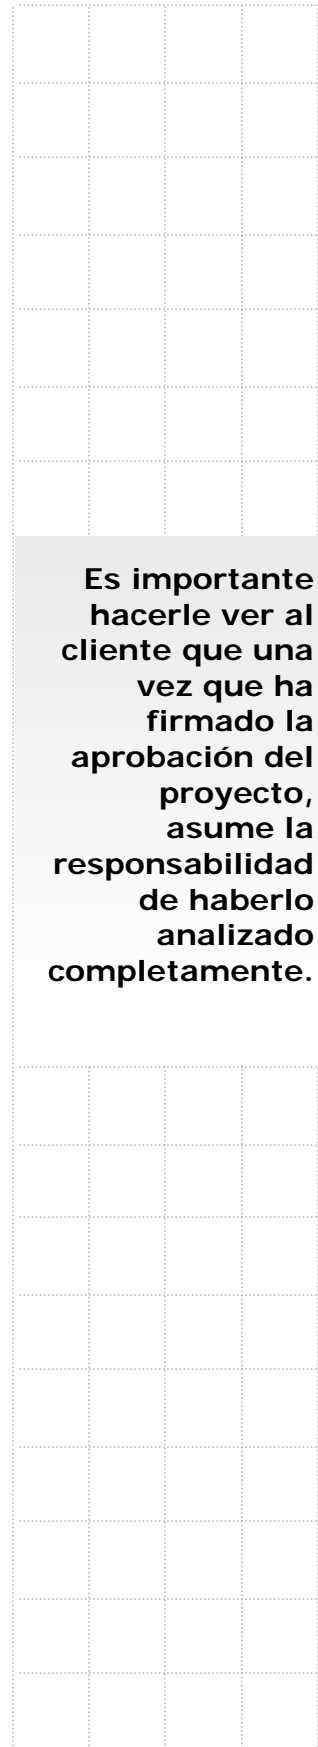 Es importante
hacerle ver al
cliente que una
vez que ha
firmado la
aprobación del
proyecto,
asume la
responsabilidad
de haberlo
analizado
completamente.